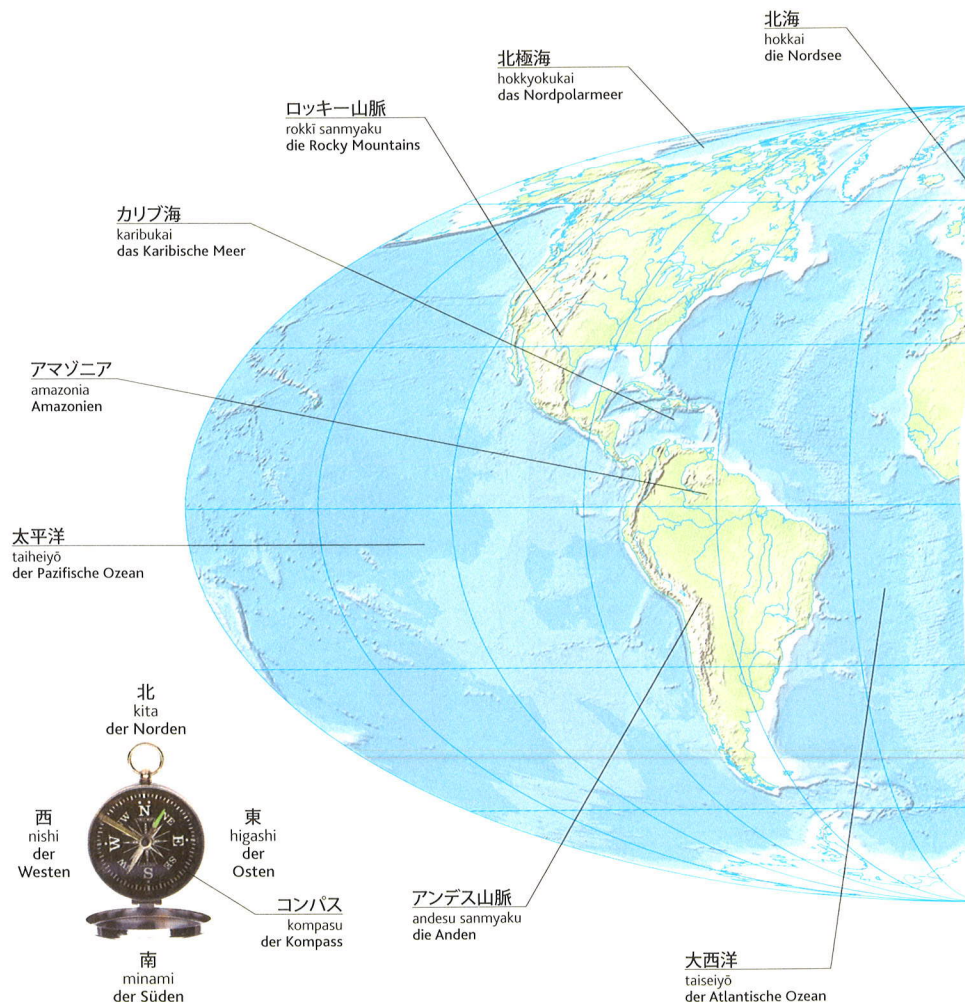 北海
hokkai
die Nordsee
北極海
hokkyokukai
das Nordpolarmeer
ロッキー山脈
rokkī sanmyaku
die Rocky Mountains
カリブ海
karibukai
das Karibische Meer
アマゾニア
amazonia
Amazonien
太平洋
taiheiyō
der Pazifische Ozean
北
kita
der Norden
西
nishi
der
Westen
N
NE
E
SE
S
SW
W
東
higashi
der
Osten
コンパス
kompasu
der Kompass
南
minami
der Süden
アンデス山脈
andesu sanmyaku
die Anden
大西洋
taiseiyō
der Atlantische Ozean